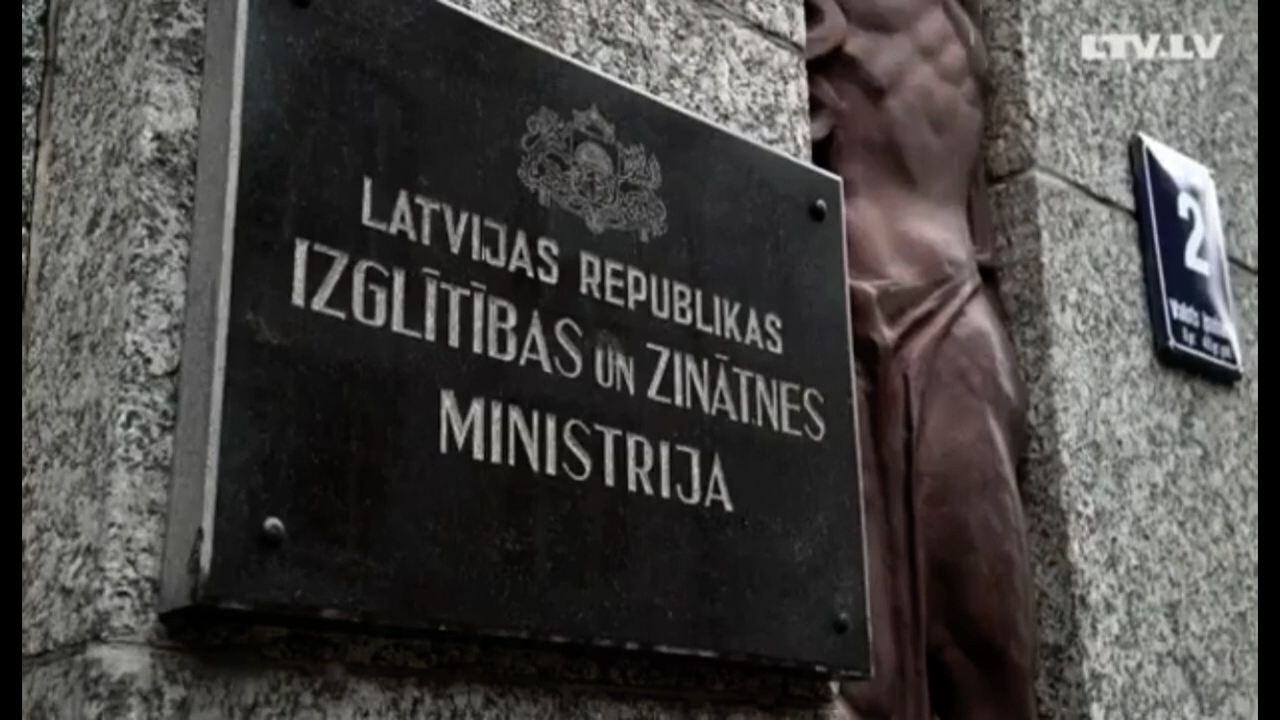 LTV.LV
LATVIJAS REPUBLIKAS
IZGLĪTĪBAS UN ZINĀTNES
MINISTRIJA
2